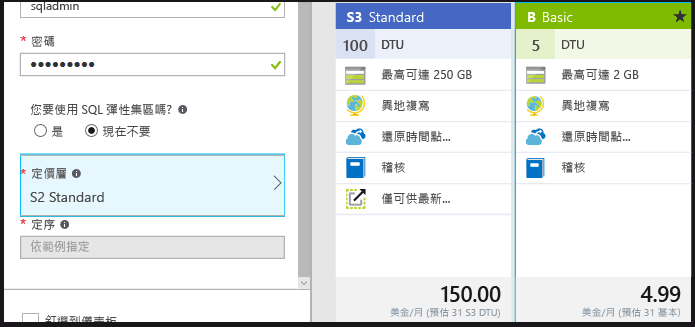 sqladmin
* 密碼
●●●●●●●●●
您要使用 SQL 彈性集區嗎?
是
現在不要
* 定價層
S2 Standard
* 定序
依範例指定
釘選到儀表板
S3 Standard
100 DTU
最高可達 250 GB
異地複寫
還原時間點...
稽核
僅可供最新...
150.00
美金/月 (預估 31 S3 DTU)
B Basic
5 DTU
最高可達 2 GB
異地複寫
還原時間點...
稽核
4.99
美金/月 (預估 31 基本)